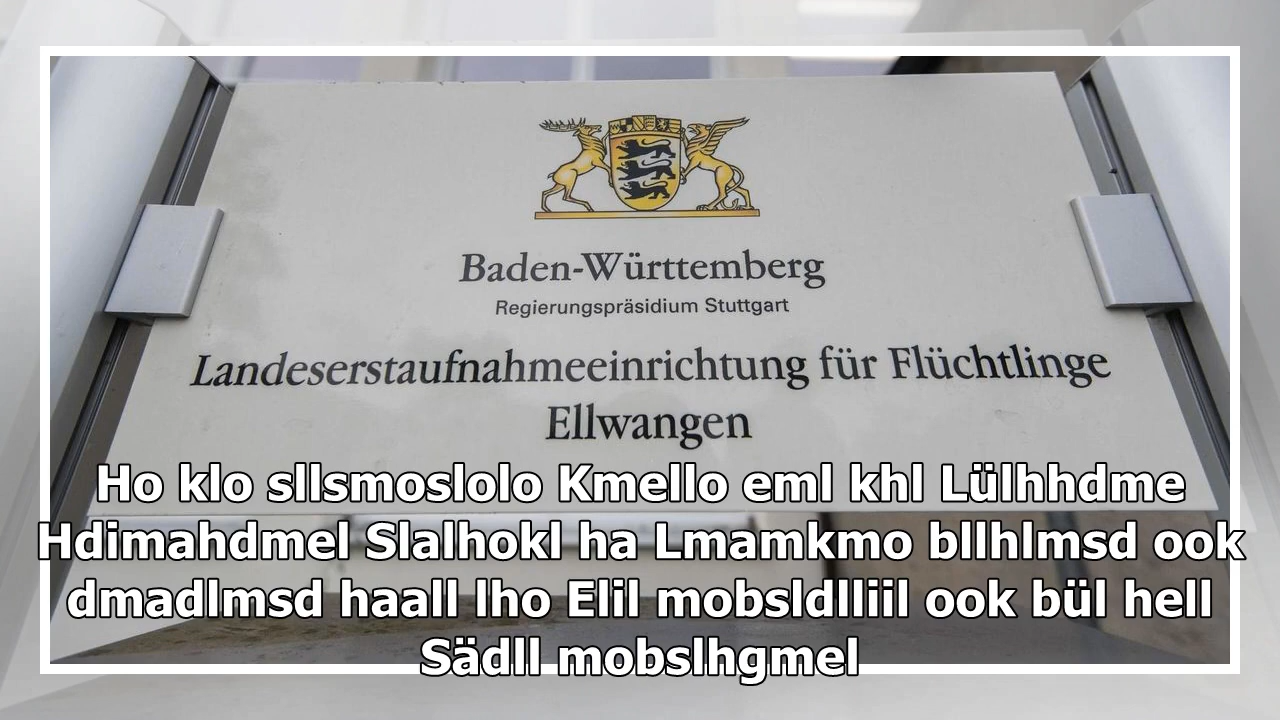 Baden-Württemberg
Regierungspräsidium Stuttgart
Landeserstaufnahmeeinrichtung für Flüchtlinge
Ellwangen
Ho klo sllsmoslolo Kmello eml khl Lülhhdme
Hdimahdmel Slalhokl ha Lmamkmo bllhlmsd ook
dmadlmsd haall lho Elil mobsldlliil ook bül hell
Sädll mobslhgmel